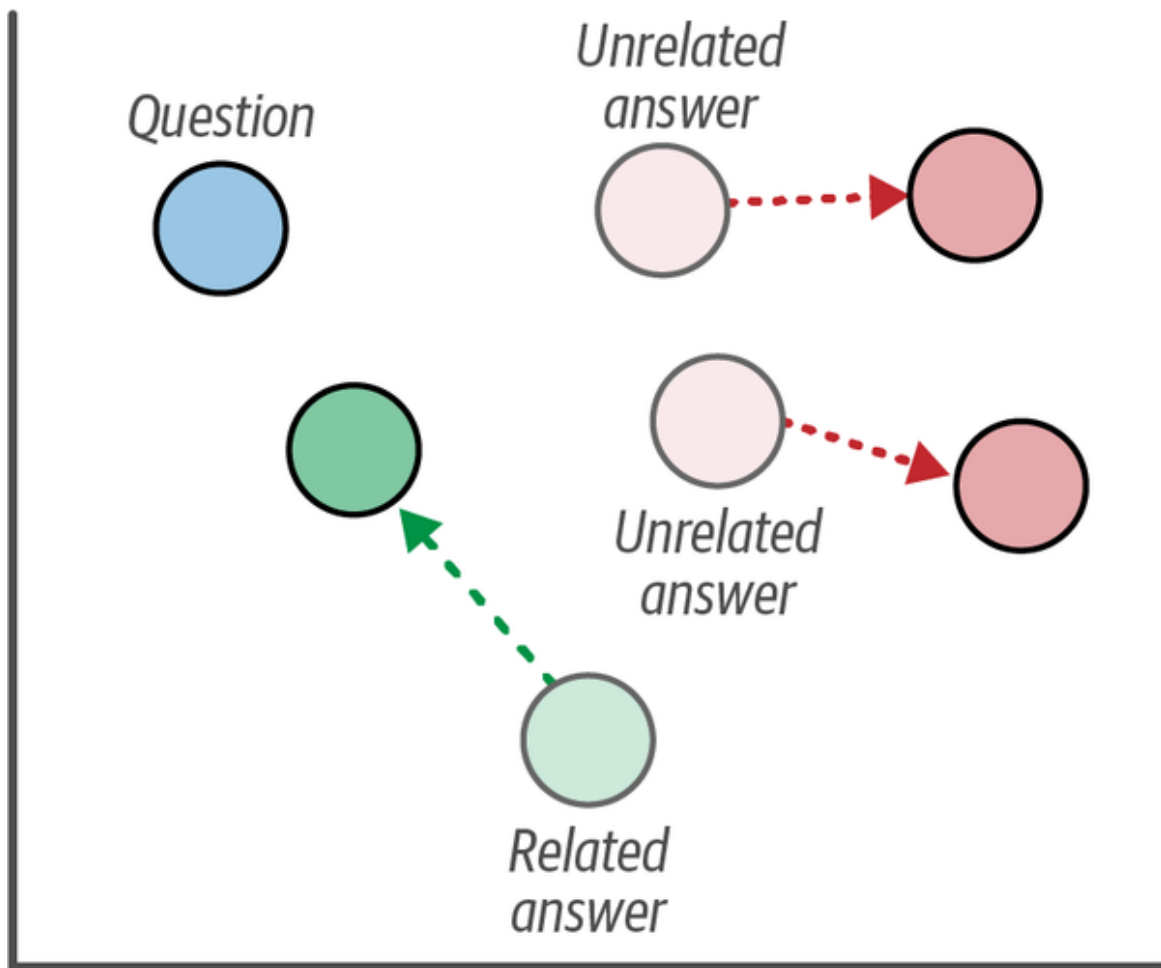 Unrelated
answer
Question
Unrelated
answer
Related
answer